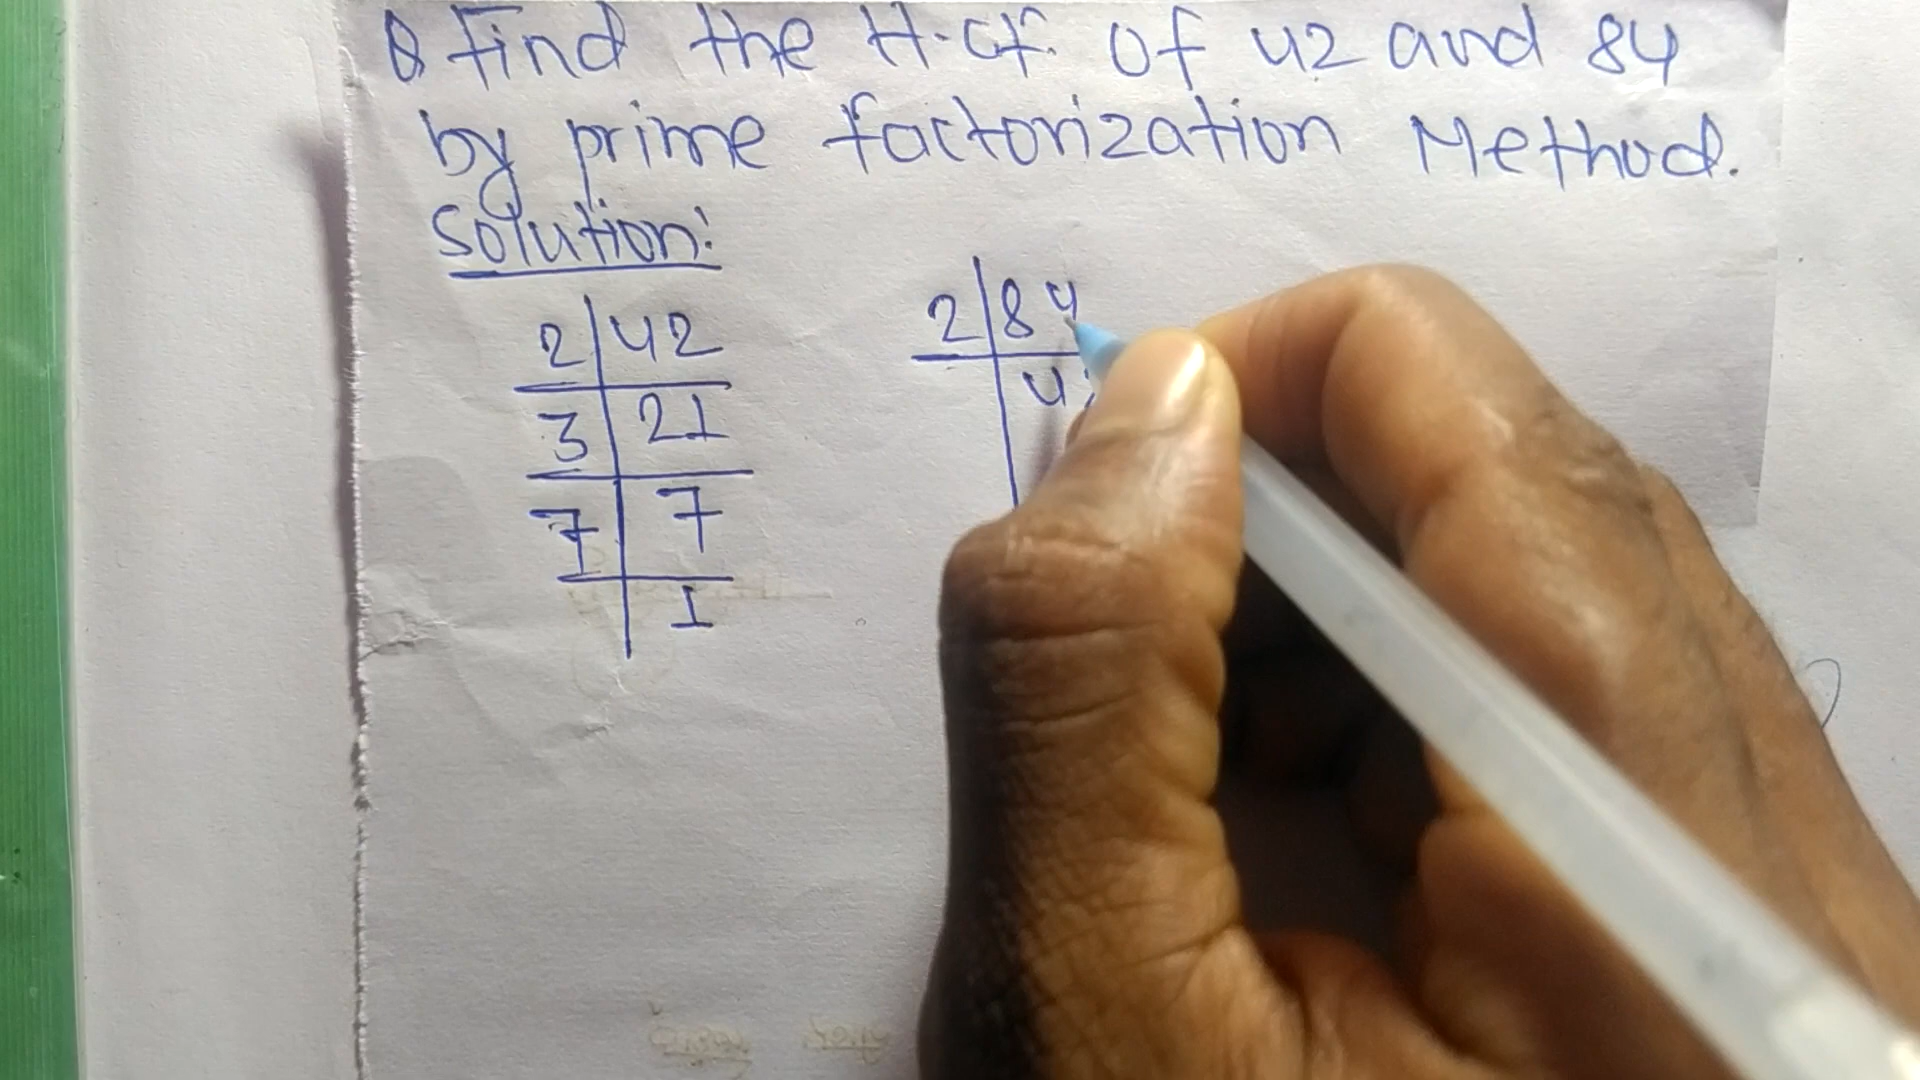 Q Find the H.C.F. Of 42 and 84
by prime factorization Method.
Solution:
2 42
3 21
7 7
1
2 84
4